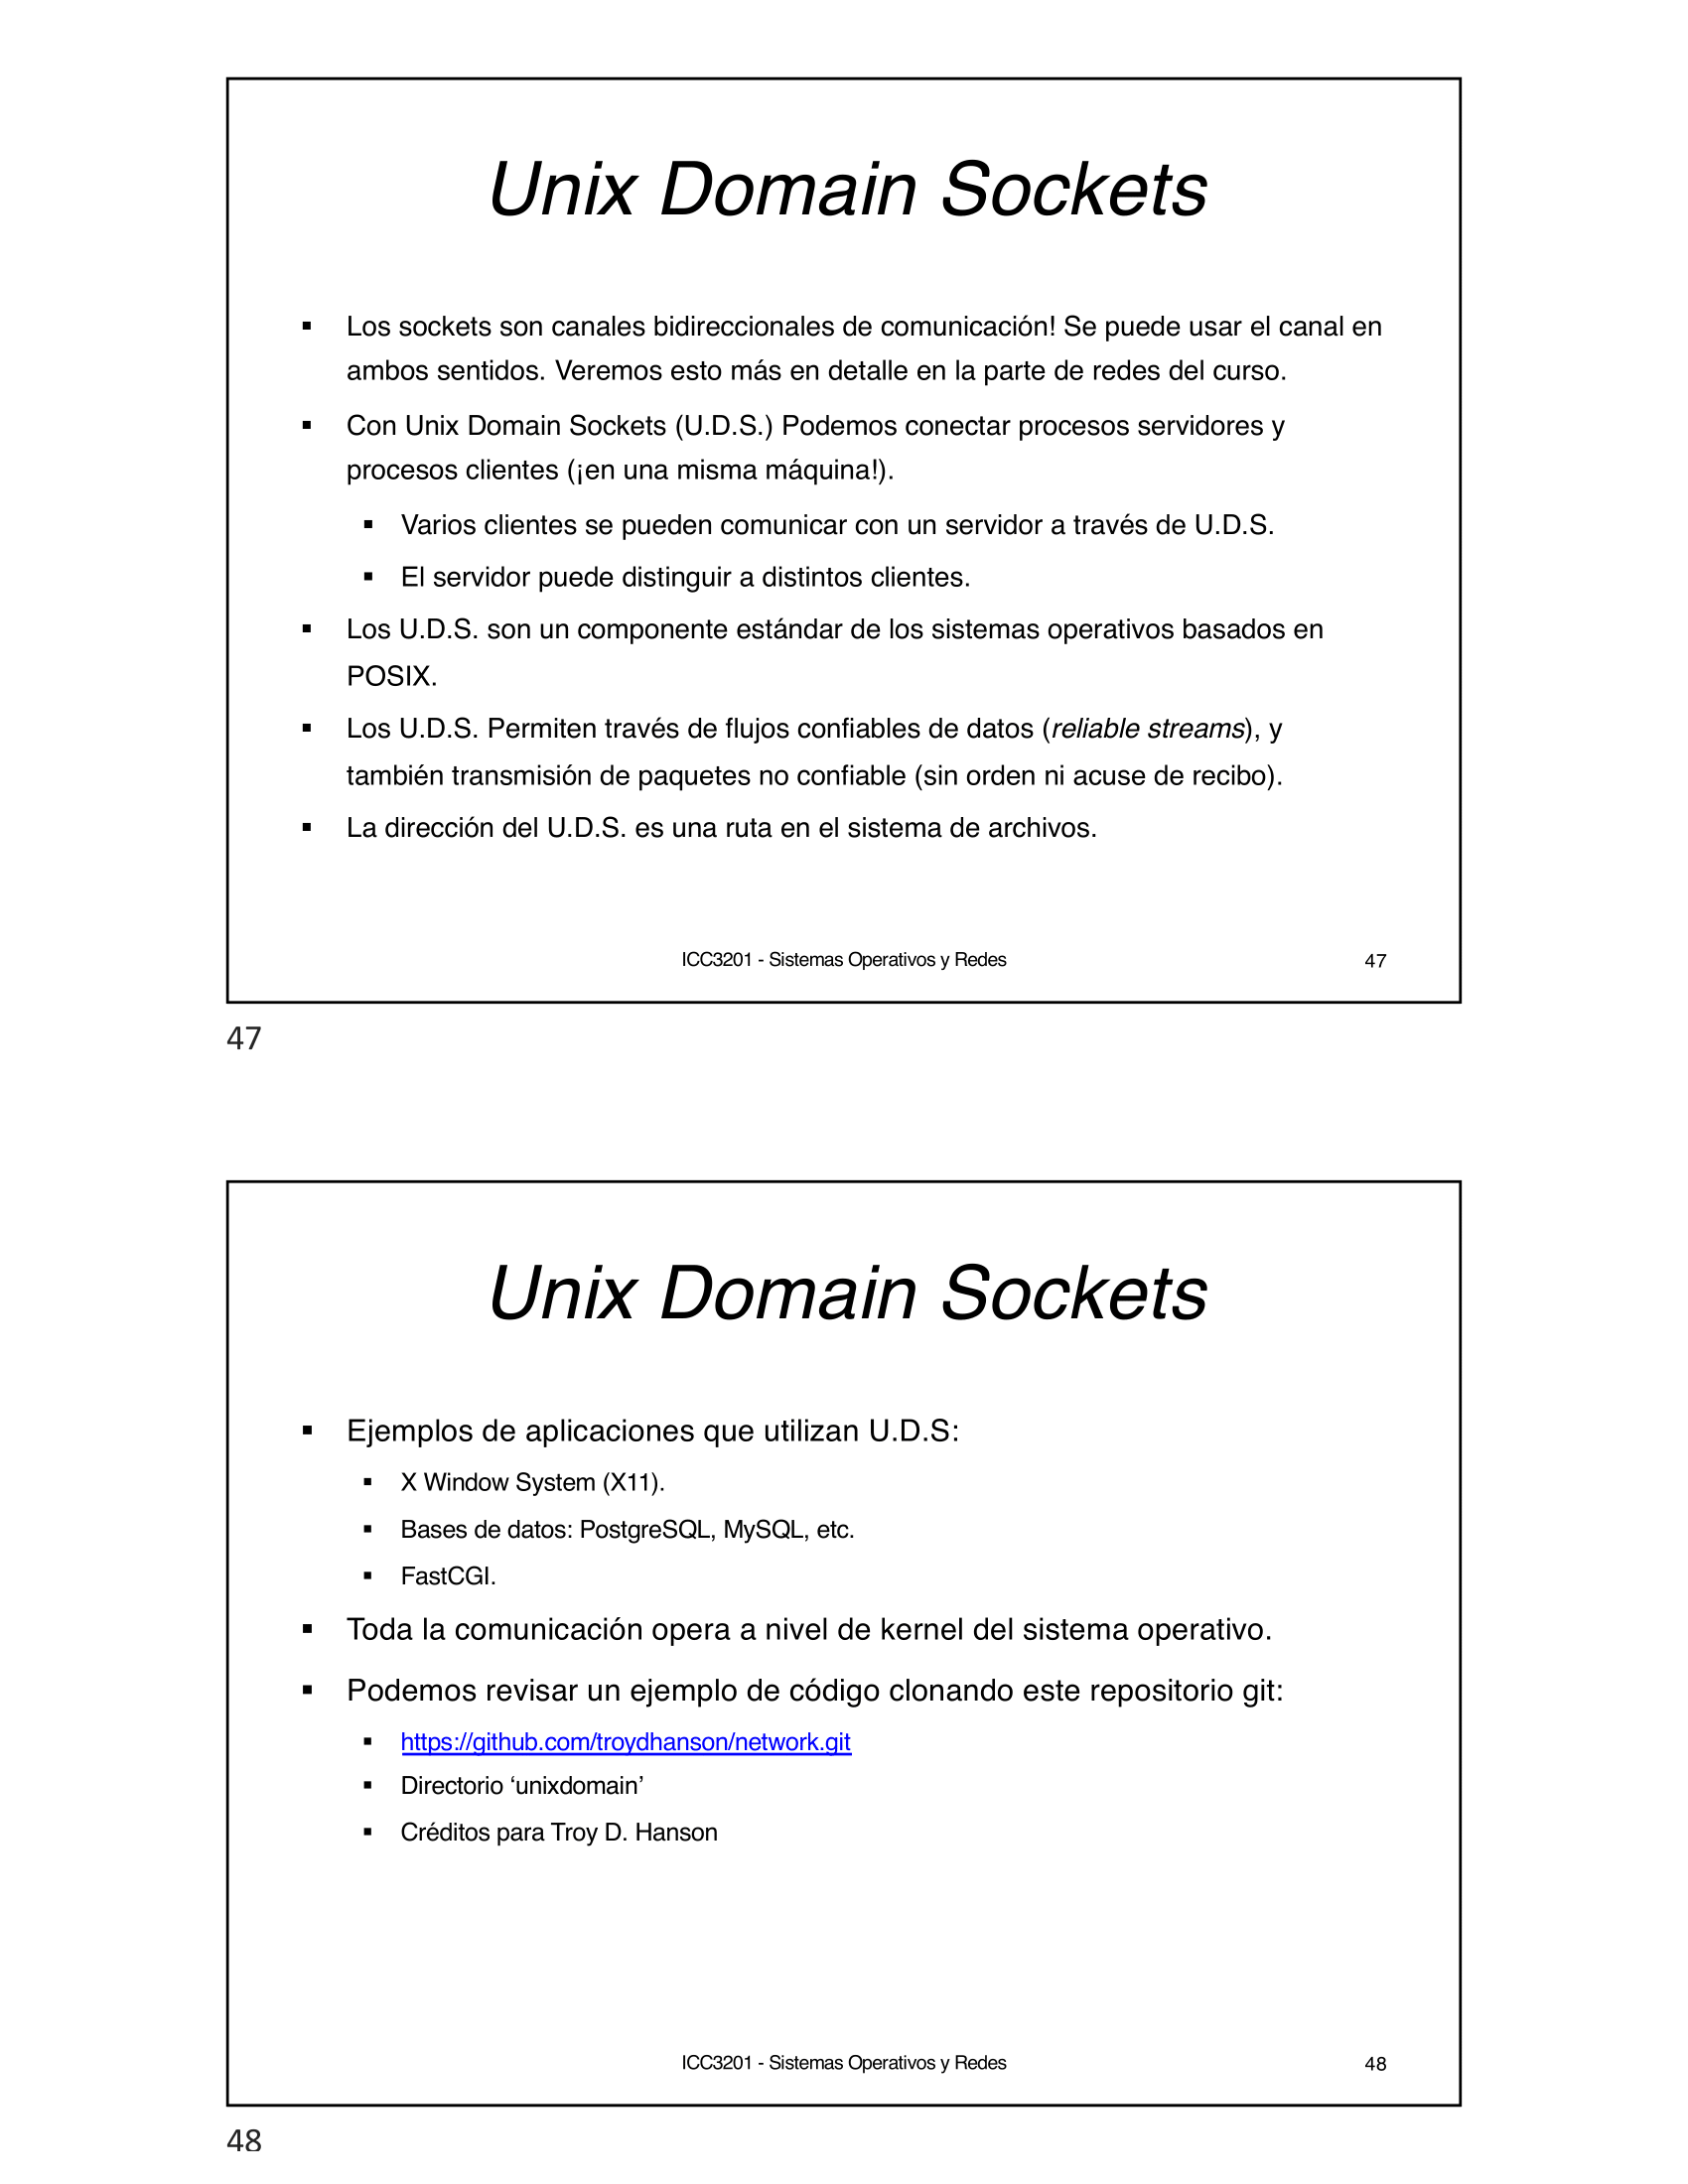 Unix Domain Sockets
▪ Los sockets son canales bidireccionales de comunicación! Se puede usar el canal en
ambos sentidos. Veremos esto más en detalle en la parte de redes del curso.
▪ Con Unix Domain Sockets (U.D.S.) Podemos conectar procesos servidores y
procesos clientes (¡en una misma máquina!).
▪ Varios clientes se pueden comunicar con un servidor a través de U.D.S.
▪ El servidor puede distinguir a distintos clientes.
▪ Los U.D.S. son un componente estándar de los sistemas operativos basados en
POSIX.
▪ Los U.D.S. Permiten través de flujos confiables de datos (reliable streams), y
también transmisión de paquetes no confiable (sin orden ni acuse de recibo).
▪ La dirección del U.D.S. es una ruta en el sistema de archivos.
ICC3201 - Sistemas Operativos y Redes 47
47
Unix Domain Sockets
▪ Ejemplos de aplicaciones que utilizan U.D.S:
▪ X Window System (X11).
▪ Bases de datos: PostgreSQL, MySQL, etc.
▪ FastCGI.
▪ Toda la comunicación opera a nivel de kernel del sistema operativo.
▪ Podemos revisar un ejemplo de código clonando este repositorio git:
▪ https://github.com/troydhanson/network.git
▪ Directorio ‘unixdomain’
▪ Créditos para Troy D. Hanson
ICC3201 - Sistemas Operativos y Redes 48
48